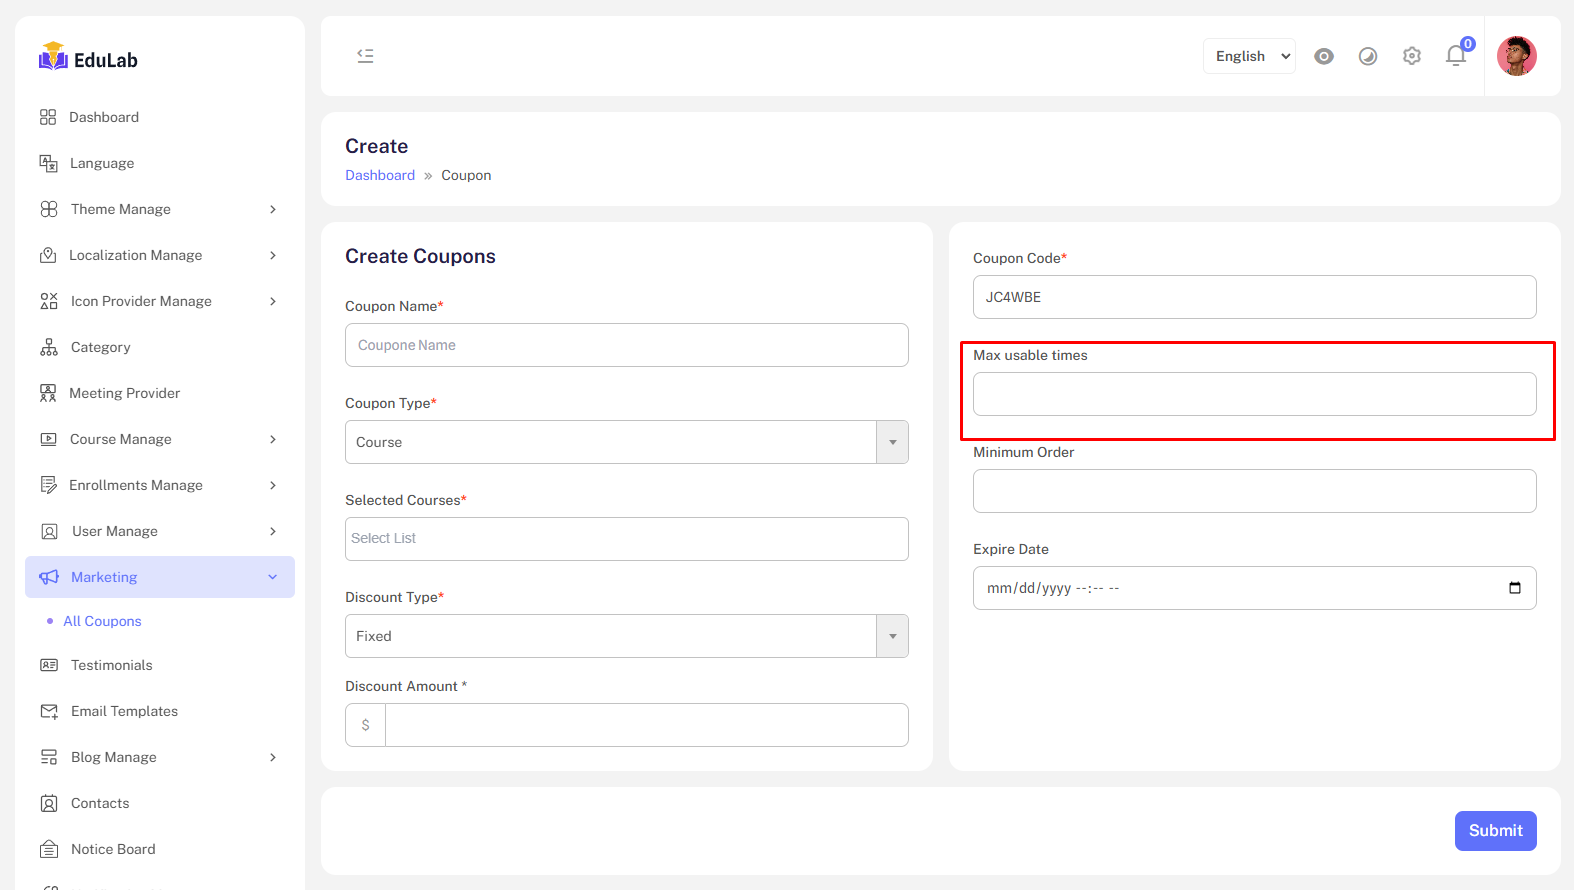 EduLab
Dashboard
Language
Theme Manage
Localization Manage
Icon Provider Manage
Category
Meeting Provider
Course Manage
Enrollments Manage
User Manage
Marketing
All Coupons
Testimonials
Email Templates
Blog Manage
Contacts
Notice Board
English
0
Create
Dashboard » Coupon
Create Coupons
Coupon Name*
Coupone Name
Coupon Type*
Course
Selected Courses*
Select List
Discount Type*
Fixed
Discount Amount *
$
Coupon Code*
JC4WBE
Max usable times
Minimum Order
Expire Date
mm/dd/yyyy --:-- --
Submit